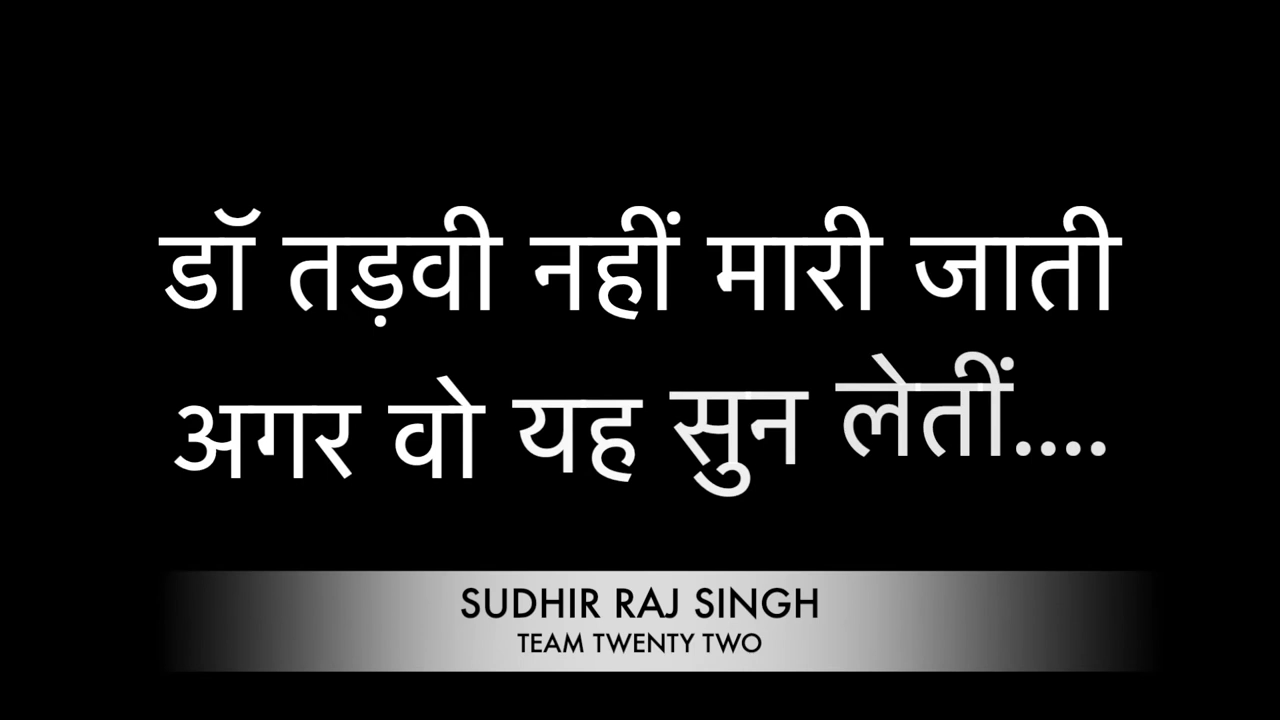 डॉ तड़वी नहीं मारी जाती
अगर वो यह सुन लेतीं....
SUDHIR RAJ SINGH
TEAM TWENTY TWO